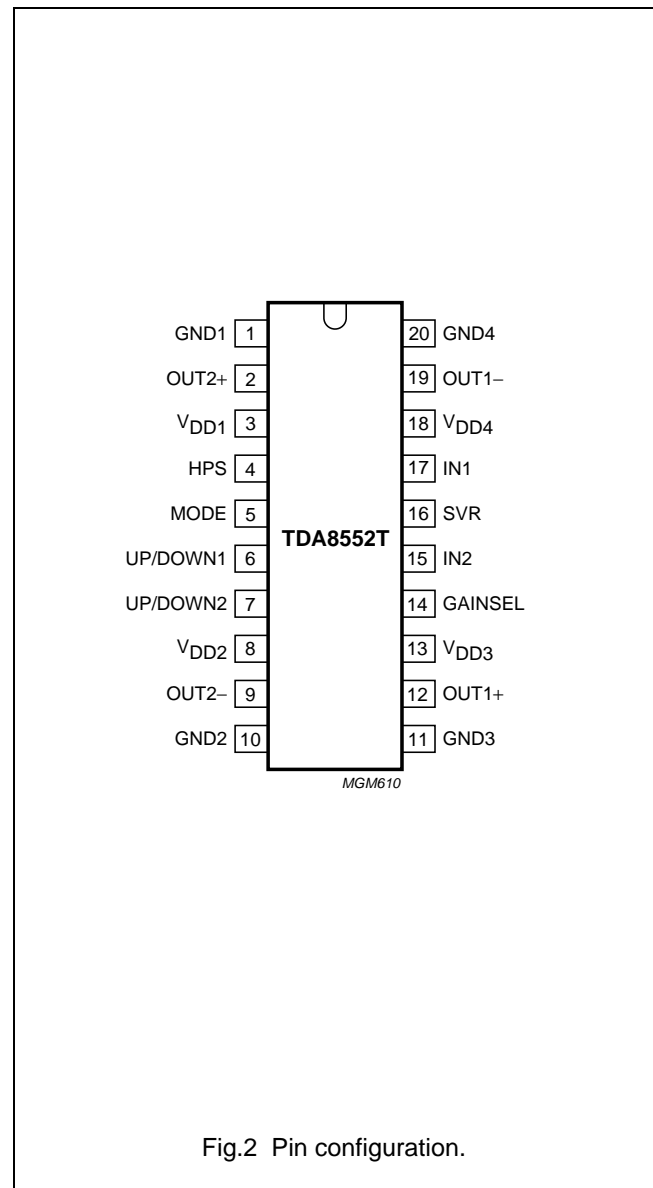 GND1 1 20 GND4
OUT2+ 2 19 OUT1−
VDD1 3 18 VDD4
HPS 4 17 IN1
MODE 5 16 SVR
TDA8552T
UP/DOWN1 6 15 IN2
UP/DOWN2 7 14 GAINSEL
VDD2 8 13 VDD3
OUT2− 9 12 OUT1+
GND2 10 11 GND3
MGM610
Fig.2 Pin configuration.